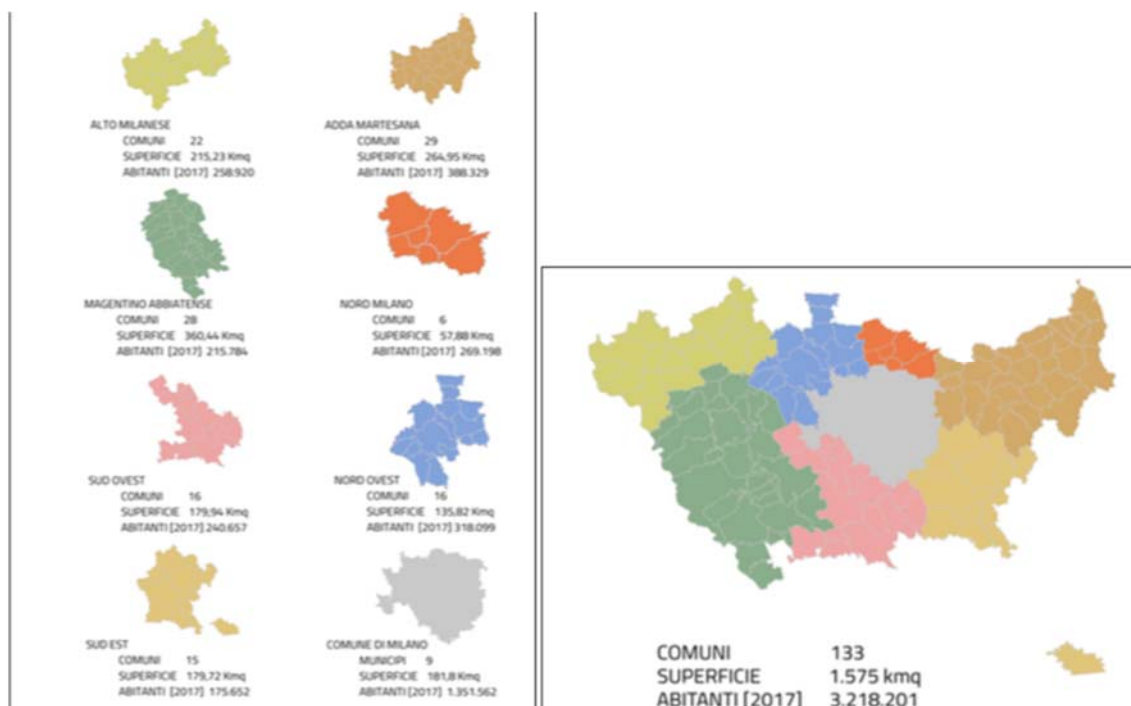 ALTO MILANESE
COMUNI 22
SUPERFICIE 215,23 Kmq
ABITANTI [2017] 258.920
ADDA MARTESANA
COMUNI 29
SUPERFICIE 264,95 Kmq
ABITANTI [2017] 388.329
MAGENTINO ABBIATENSE
COMUNI 28
SUPERFICIE 360,44 Kmq
ABITANTI [2017] 215.784
NORD MILANO
COMUNI 6
SUPERFICIE 57,88 Kmq
ABITANTI [2017] 269.198
SUD OVEST
COMUNI 16
SUPERFICIE 179,94 Kmq
ABITANTI [2017] 240.657
NORD OVEST
COMUNI 16
SUPERFICIE 135,82 Kmq
ABITANTI [2017] 318.099
SUD EST
COMUNI 15
SUPERFICIE 179,72 Kmq
ABITANTI [2017] 175.652
COMUNE DI MILANO
MUNICIPI 9
SUPERFICIE 181,8 Kmq
ABITANTI [2017] 1.351.562
COMUNI 133
SUPERFICIE 1.575 kmq
ABITANTI [2017] 3.218.201